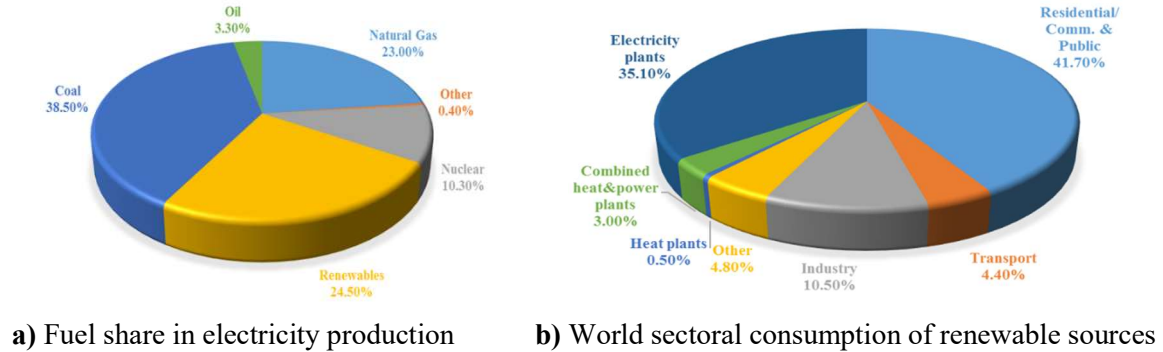 Oil
3.30%
Natural Gas
23.00%
Coal
38.50%
Other
0.40%
Nuclear
10.30%
Renewables
24.50%
a) Fuel share in electricity production
Residential/
Comm. &
Public
41.70%
Electricity
plants
35.10%
Combined
heat&power
plants
3.00%
Heat plants
0.50%
Other
4.80%
Industry
10.50%
Transport
4.40%
b) World sectoral consumption of renewable sources